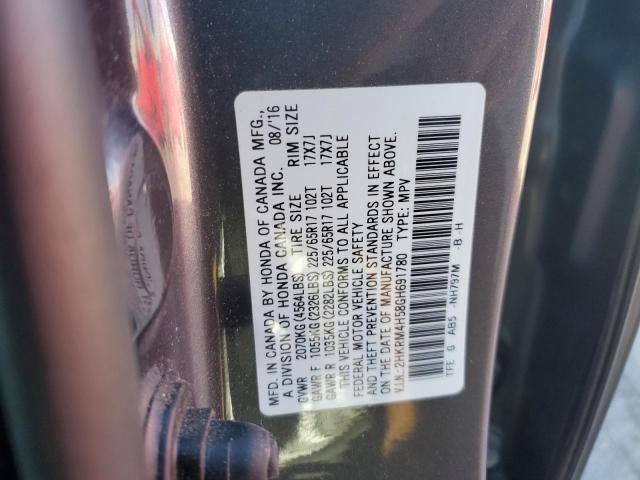 MFD. IN CANADA BY HONDA OF CANADA MFG.,
A DIVISION OF HONDA CANADA INC. 08/'16
GVWR 2070KG(4564LBS) TIRE SIZE RIM SIZE
GAWR F 1055KG(2326LBS) 225/65R17 102T 17X7J
GAWR R 1035KG(2282LBS) 225/65R17 102T 17X7J
THIS VEHICLE CONFORMS TO ALL APPLICABLE
FEDERAL MOTOR VEHICLE SAFETY
AND THEFT PREVENTION STANDARDS IN EFFECT
ON THE DATE OF MANUFACTURE SHOWN ABOVE.
V.I.N.:2HKRM4H58GH691780 TYPE: MPV
TFE G AB5 -NH797M -B -H